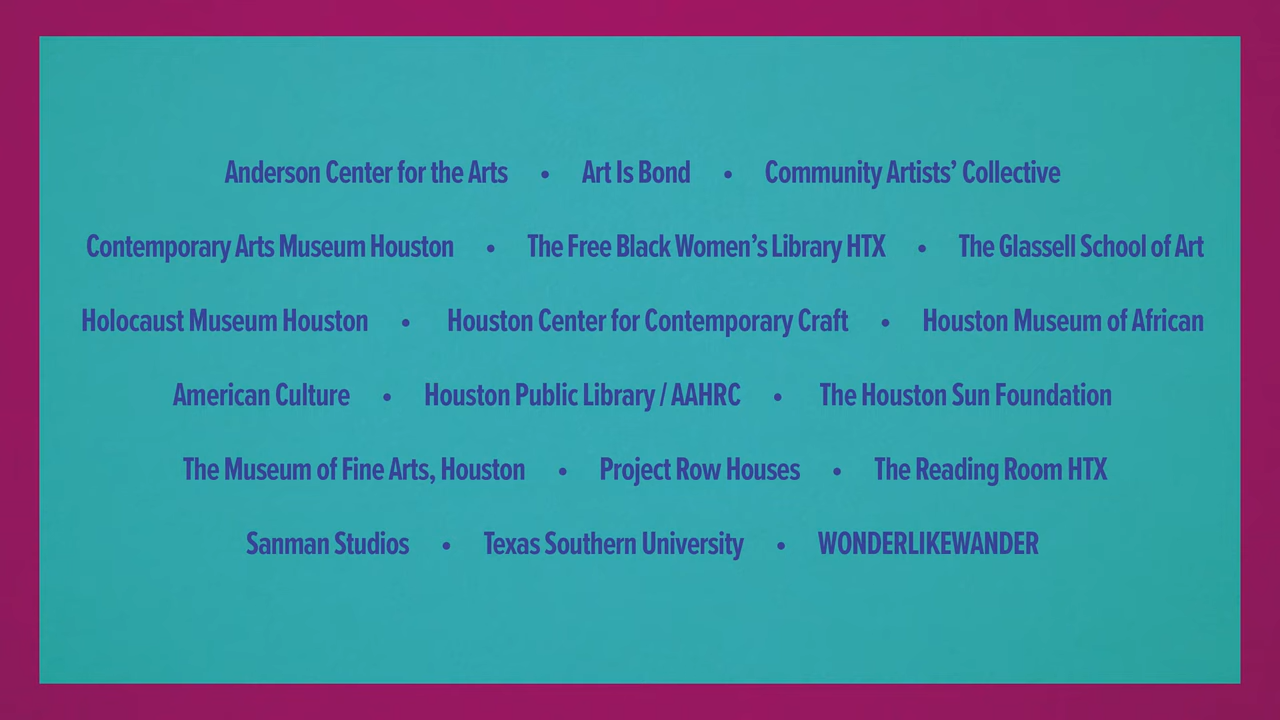 Anderson Center for the Arts • Art Is Bond • Community Artists’ Collective
Contemporary Arts Museum Houston • The Free Black Women’s Library HTX • The Glassell School of Art
Holocaust Museum Houston • Houston Center for Contemporary Craft • Houston Museum of African
American Culture • Houston Public Library / AAHRC • The Houston Sun Foundation
The Museum of Fine Arts, Houston • Project Row Houses • The Reading Room HTX
Sanman Studios • Texas Southern University • WONDERLIKEWANDER